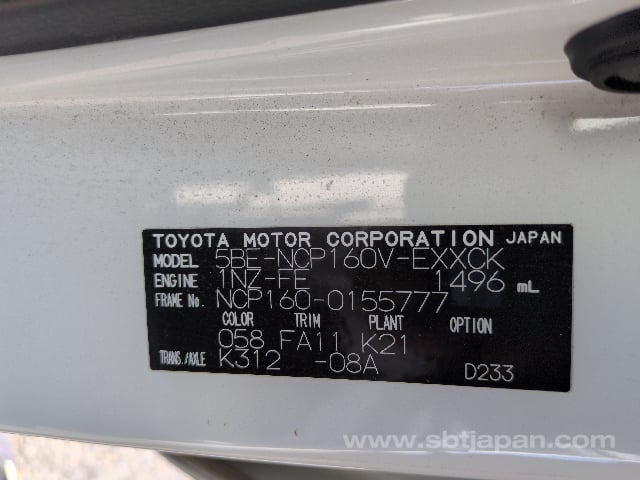 TOYOTA MOTOR CORPORATION JAPAN
MODEL 5BE-NCP160V-EXXCK
ENGINE 1NZ-FE 1496 mL
FRAME No. NCP160-0155777
COLOR TRIM PLANT OPTION
058 FA11 K21
TRANS./AXLE K312 -08A D233
www.sbtjapan.com